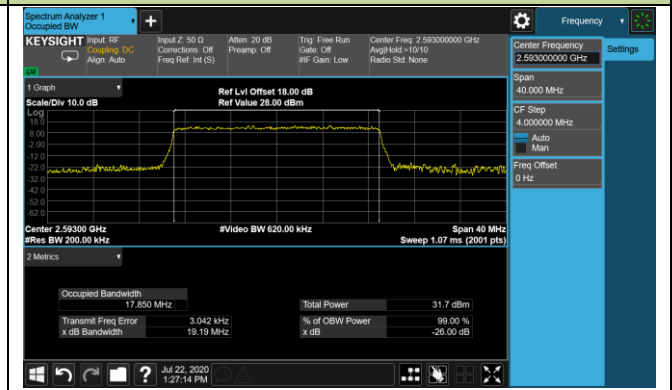 Spectrum Analyzer 1
Occupied BW
+
Frequency
KEYSIGHT
Input: RF
Coupling: DC
Align: Auto
Input Z: 50 Ω
Corrections: Off
Freq Ref: Int (S)
Atten: 20 dB
Preamp: Off
Trig: Free Run
Gate: Off
#IF Gain: Low
Center Freq: 2.593000000 GHz
Avg|Hold:>10/10
Radio Std: None
Center Frequency
2.593000000 GHz
Settings
Span
40.000 MHz
CF Step
4.000000 MHz
Auto
Man
Freq Offset
0 Hz
1 Graph
Scale/Div 10.0 dB
Ref Lvl Offset 18.00 dB
Ref Value 28.00 dBm
Log
18.0
8.00
-2.00
-12.0
-22.0
-32.0
-42.0
-52.0
-62.0
Center 2.59300 GHz
#Video BW 620.00 kHz
Span 40 MHz
#Res BW 200.00 kHz
Sweep 1.07 ms (2001 pts)
2 Metrics
Occupied Bandwidth
17.850 MHz
Total Power 31.7 dBm
Transmit Freq Error 3.042 kHz
% of OBW Power 99.00 %
x dB Bandwidth 19.19 MHz
x dB -26.00 dB
?
Jul 22, 2020
1:27:14 PM